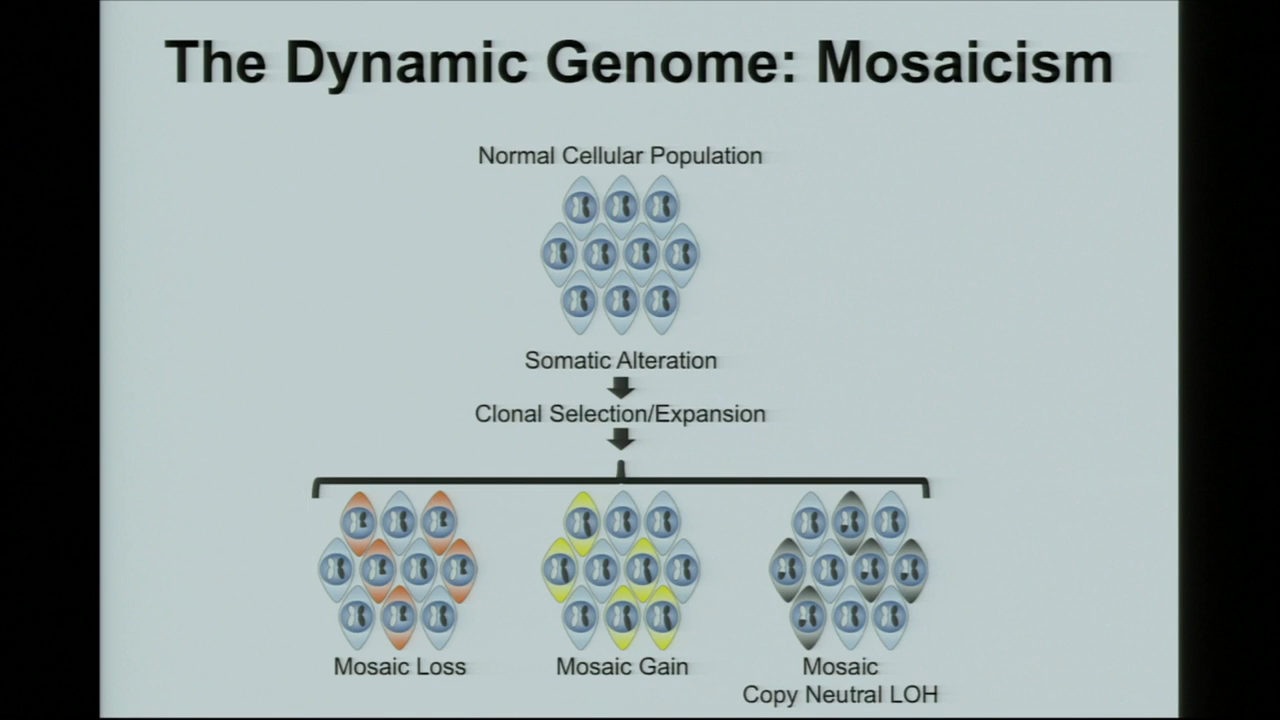 The Dynamic Genome: Mosaicism
Normal Cellular Population
Somatic Alteration
Clonal Selection/Expansion
Mosaic Loss
Mosaic Gain
Mosaic
Copy Neutral LOH